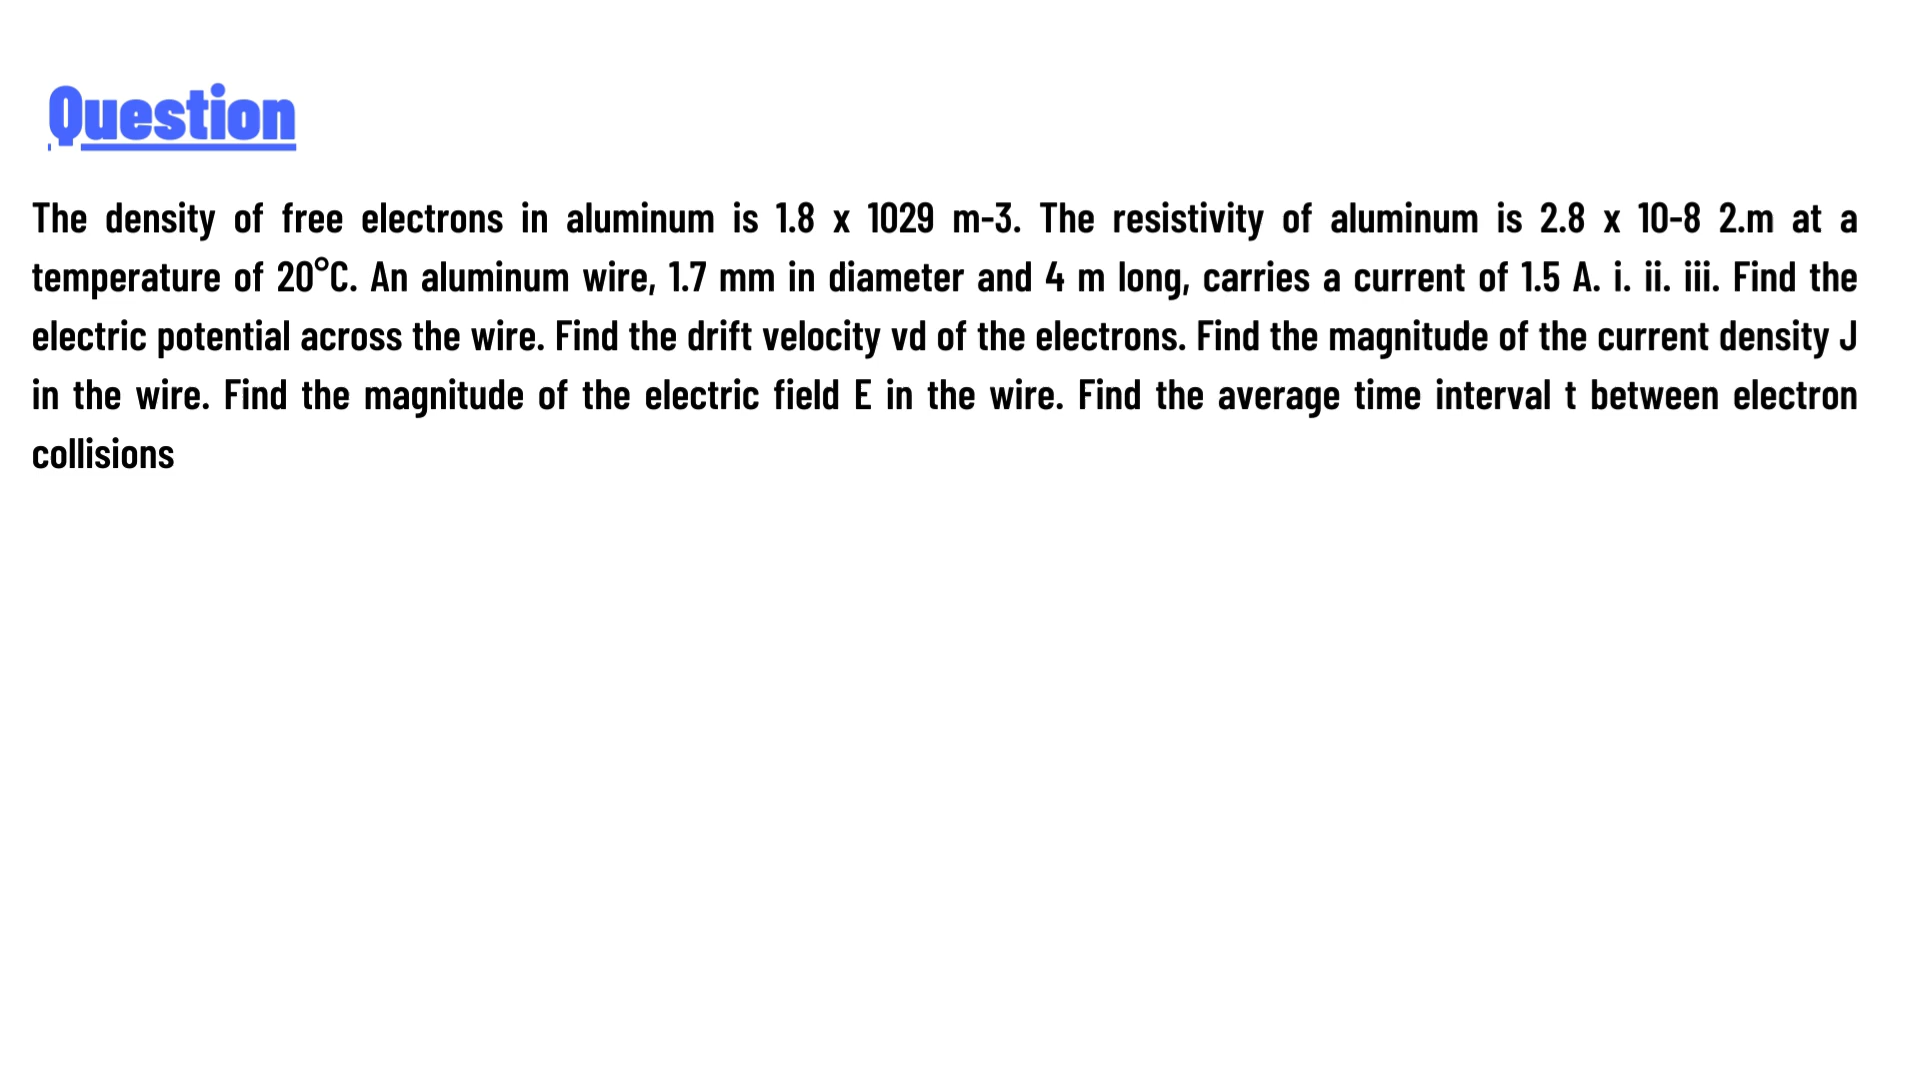 Question
The density of free electrons in aluminum is 1.8 x 1029 m-3. The resistivity of aluminum is 2.8 x 10-8 2.m at a
temperature of 20°C. An aluminum wire, 1.7 mm in diameter and 4 m long, carries a current of 1.5 A. i. ii. iii. Find the
electric potential across the wire. Find the drift velocity vd of the electrons. Find the magnitude of the current density J
in the wire. Find the magnitude of the electric field E in the wire. Find the average time interval t between electron
collisions